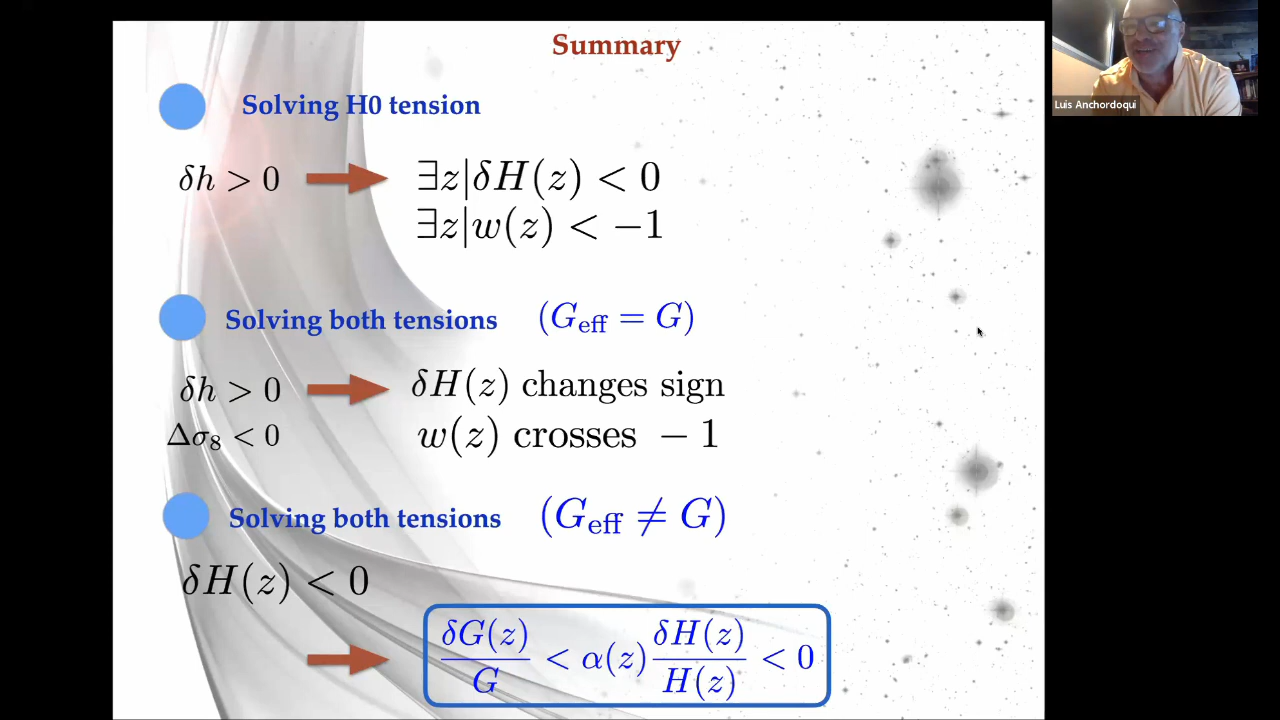 Summary
Solving H0 tension
δh > 0
∃z|δH(z) < 0
∃z|w(z) < −1
Solving both tensions (G_eff = G)
δh > 0
δH(z) changes sign
Δσ₈ < 0
w(z) crosses −1
Solving both tensions (G_eff ≠ G)
δH(z) < 0
δG(z)/G < α(z) δH(z)/H(z) < 0
Luis Anchordoqui